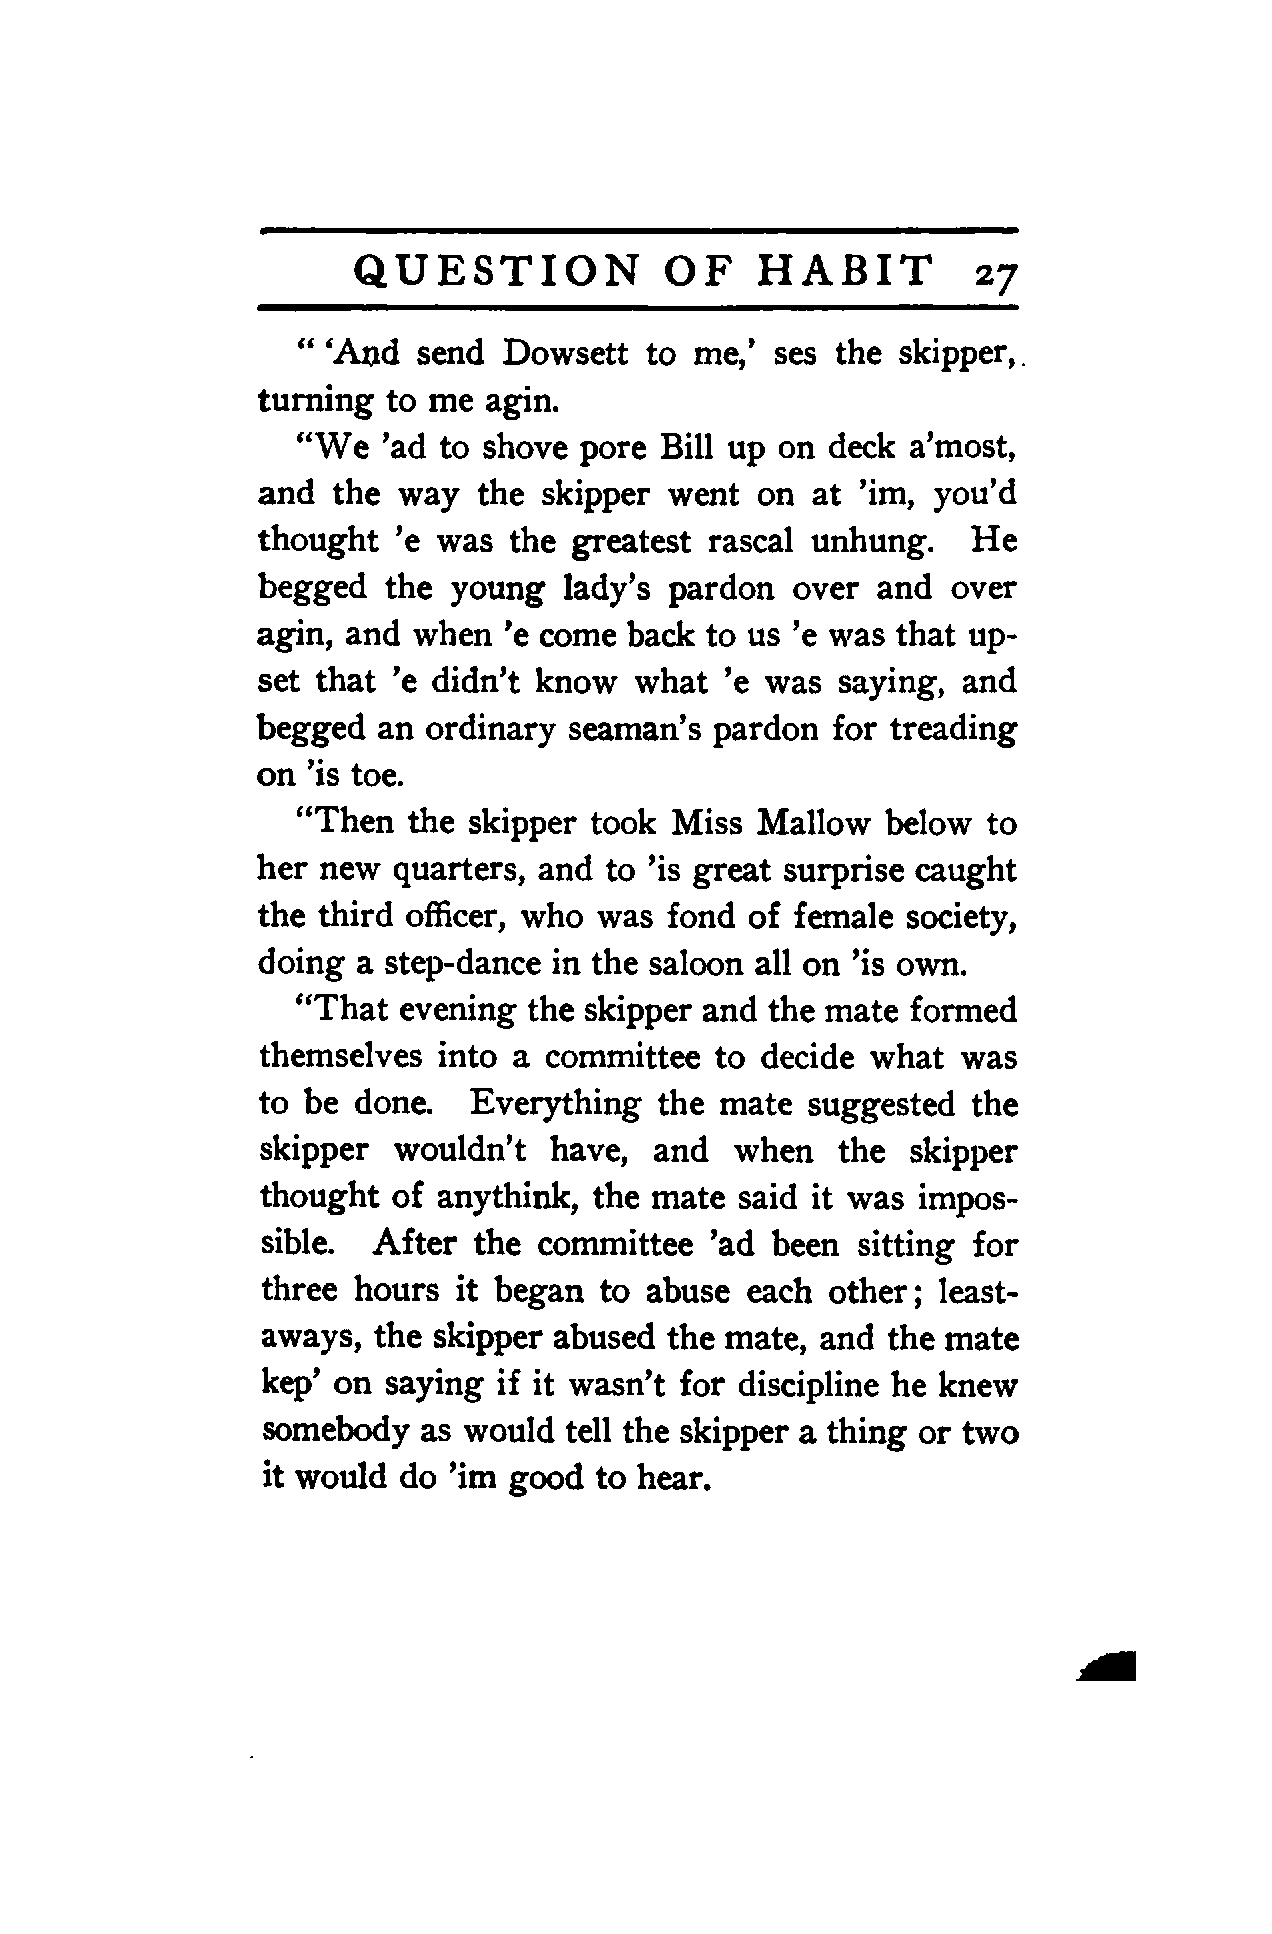 QUESTION OF HABIT 27
“ ‘And send Dowsett to me,’ ses the skipper,
turning to me agin.
“We ’ad to shove pore Bill up on deck a’most,
and the way the skipper went on at ’im, you’d
thought ’e was the greatest rascal unhung. He
begged the young lady’s pardon over and over
agin, and when ’e come back to us ’e was that up-
set that ’e didn’t know what ’e was saying, and
begged an ordinary seaman’s pardon for treading
on ’is toe.
“Then the skipper took Miss Mallow below to
her new quarters, and to ’is great surprise caught
the third officer, who was fond of female society,
doing a step-dance in the saloon all on ’is own.
“That evening the skipper and the mate formed
themselves into a committee to decide what was
to be done. Everything the mate suggested the
skipper wouldn’t have, and when the skipper
thought of anythink, the mate said it was impos-
sible. After the committee ’ad been sitting for
three hours it began to abuse each other; least-
aways, the skipper abused the mate, and the mate
kep’ on saying if it wasn’t for discipline he knew
somebody as would tell the skipper a thing or two
it would do ’im good to hear.